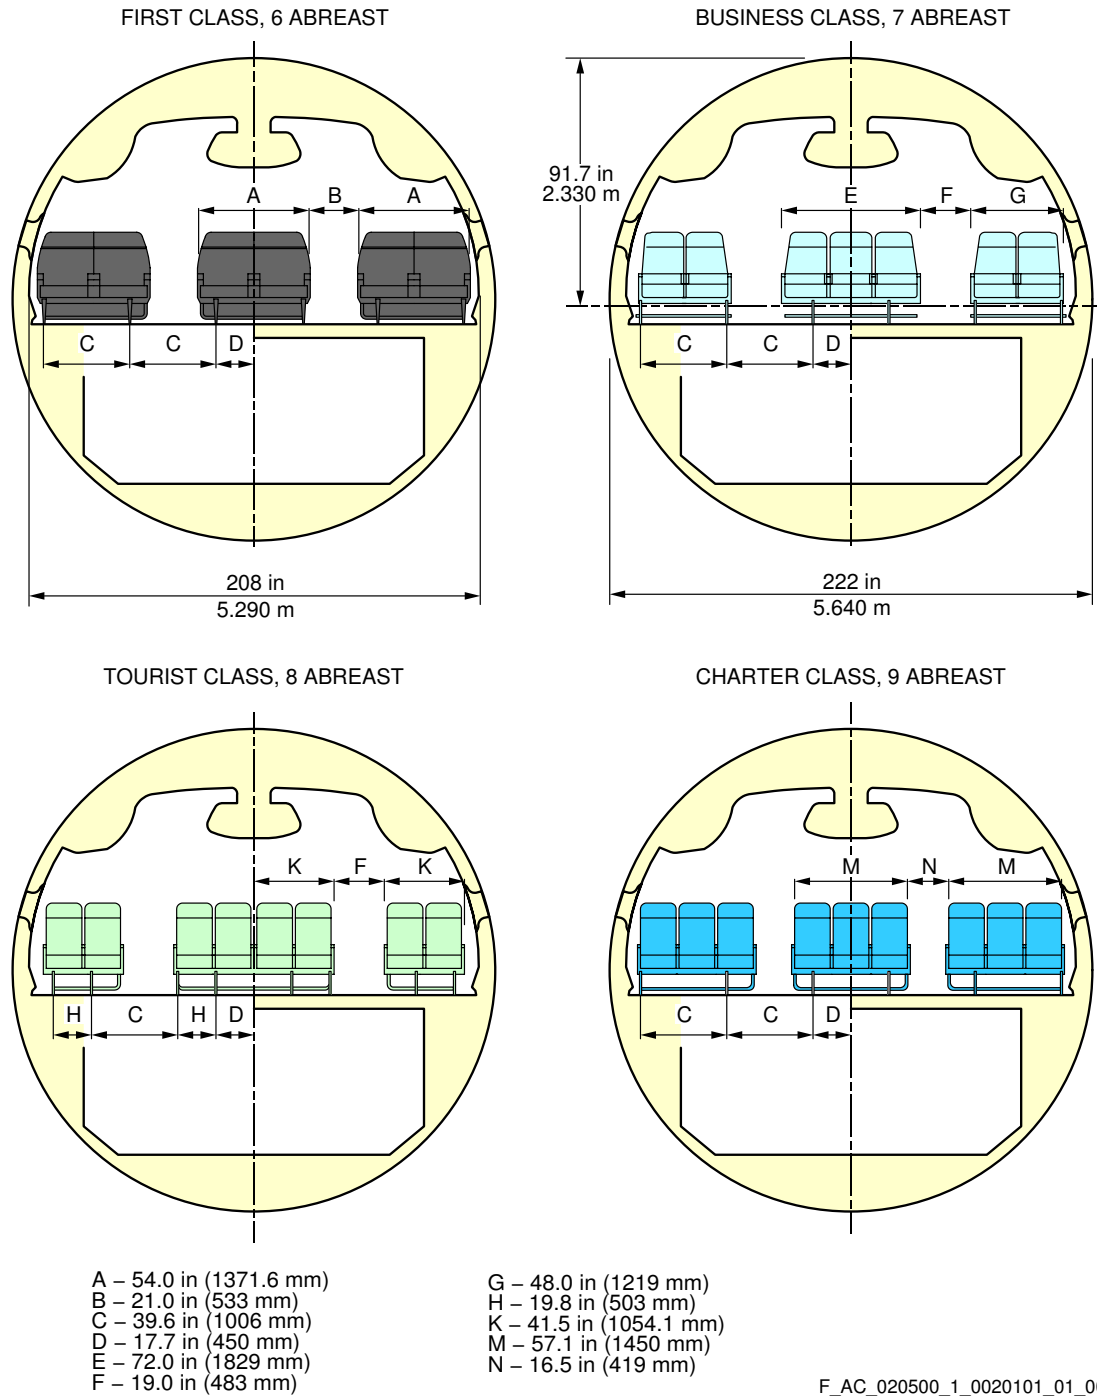 FIRST CLASS, 6 ABREAST
BUSINESS CLASS, 7 ABREAST
91.7 in
2.330 m
A B A
E F G
C C D
C C D
208 in
5.290 m
222 in
5.640 m
TOURIST CLASS, 8 ABREAST
CHARTER CLASS, 9 ABREAST
K F K
M N M
H C H D
C C D
A – 54.0 in (1371.6 mm)
B – 21.0 in (533 mm)
C – 39.6 in (1006 mm)
D – 17.7 in (450 mm)
E – 72.0 in (1829 mm)
F – 19.0 in (483 mm)
G – 48.0 in (1219 mm)
H – 19.8 in (503 mm)
K – 41.5 in (1054.1 mm)
M – 57.1 in (1450 mm)
N – 16.5 in (419 mm)
F_AC_020500_1_0020101_01_0